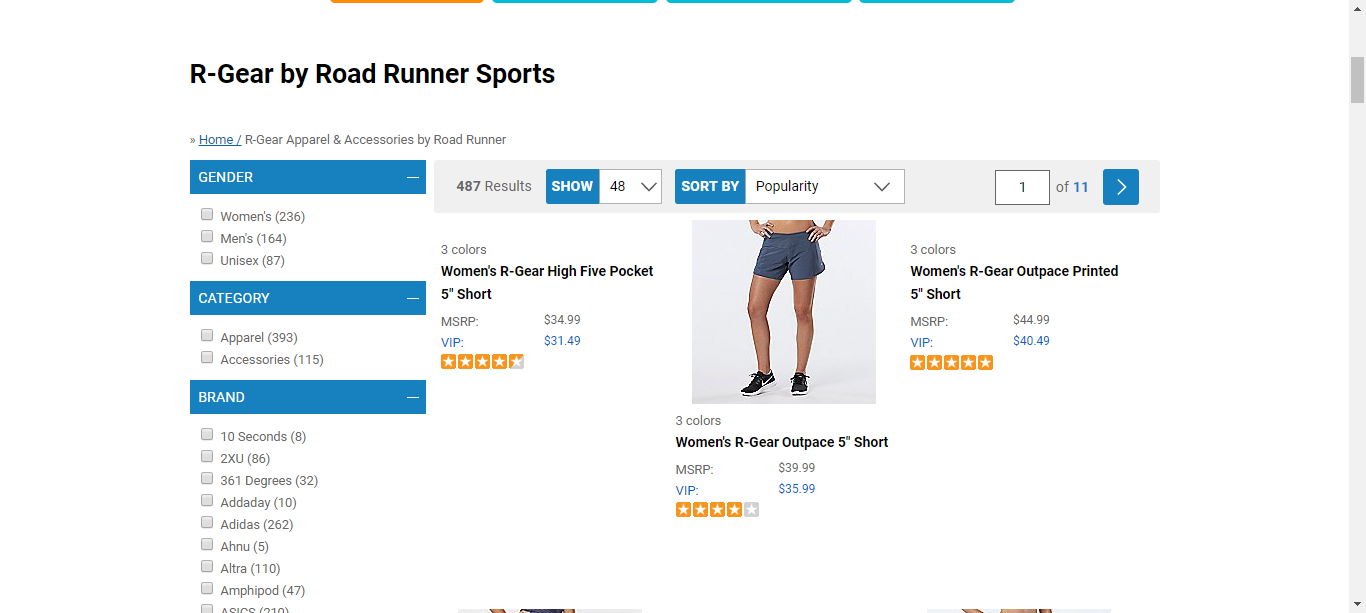 R-Gear by Road Runner Sports
» Home / R-Gear Apparel & Accessories by Road Runner
GENDER
Women's (236)
Men's (164)
Unisex (87)
CATEGORY
Apparel (393)
Accessories (115)
BRAND
10 Seconds (8)
2XU (86)
361 Degrees (32)
Addaday (10)
Adidas (262)
Ahnu (5)
Altra (110)
Amphipod (47)
ASICS (210)
487 Results SHOW 48 SORT BY Popularity 1 of 11
3 colors
Women's R-Gear High Five Pocket
5" Short
MSRP: $34.99
VIP: $31.49
3 colors
Women's R-Gear Outpace 5" Short
MSRP: $39.99
VIP: $35.99
3 colors
Women's R-Gear Outpace Printed
5" Short
MSRP: $44.99
VIP: $40.49